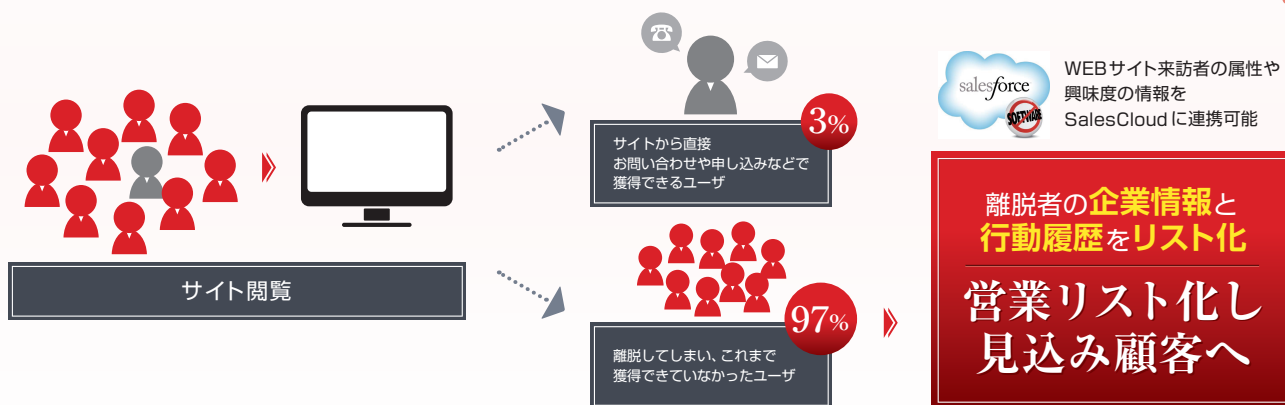 サイト閲覧
3%
サイトから直接
お問い合わせや申し込みなどで
獲得できるユーザ
97%
離脱してしまい、これまで
獲得できていなかったユーザ
salesforce
SOFTWARE
WEBサイト来訪者の属性や
興味度の情報を
SalesCloudに連携可能
離脱者の企業情報と
行動履歴をリスト化
営業リスト化し
見込み顧客へ